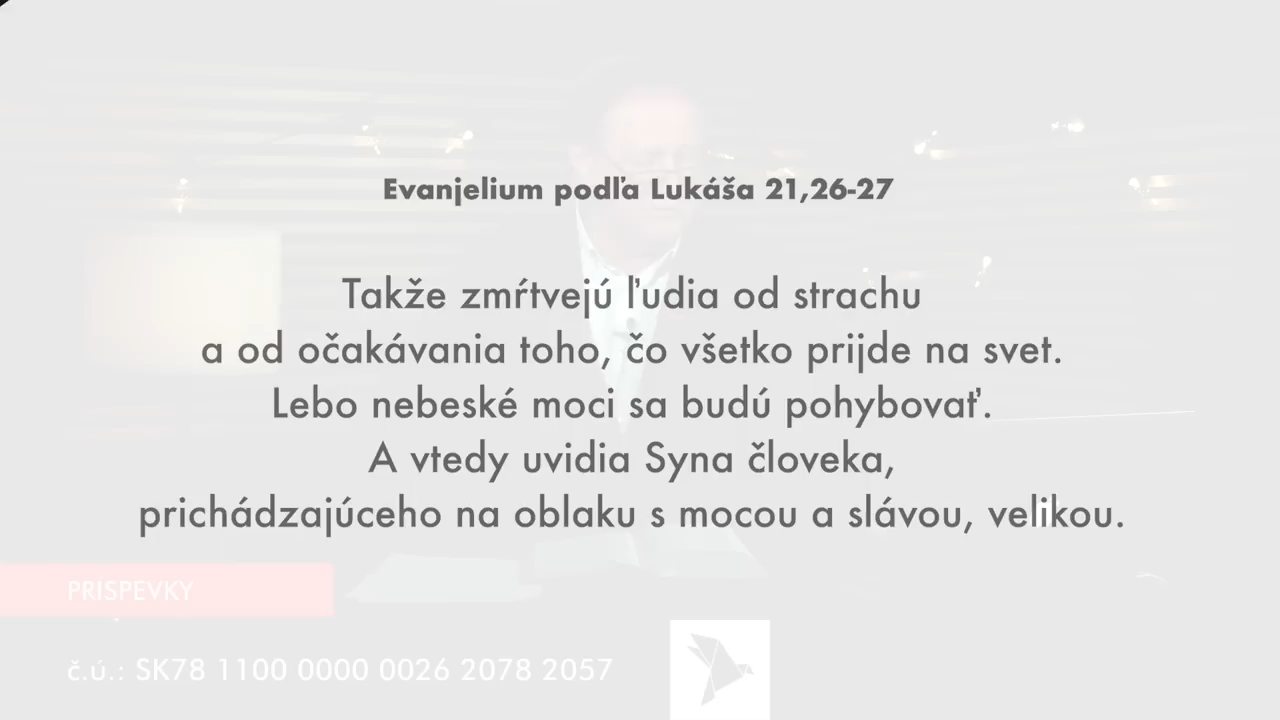 Evanjelium podľa Lukáša 21,26-27
Takže zmŕtvejú ľudia od strachu
a od očakávania toho, čo všetko prijde na svet.
Lebo nebeské moci sa budú pohybovať.
A vtedy uvidia Syna človeka,
prichádzajúceho na oblaku s mocou a slávou, velikou.
PRÍSPEVKY
č.ú.: SK78 1100 0000 0026 2078 2057